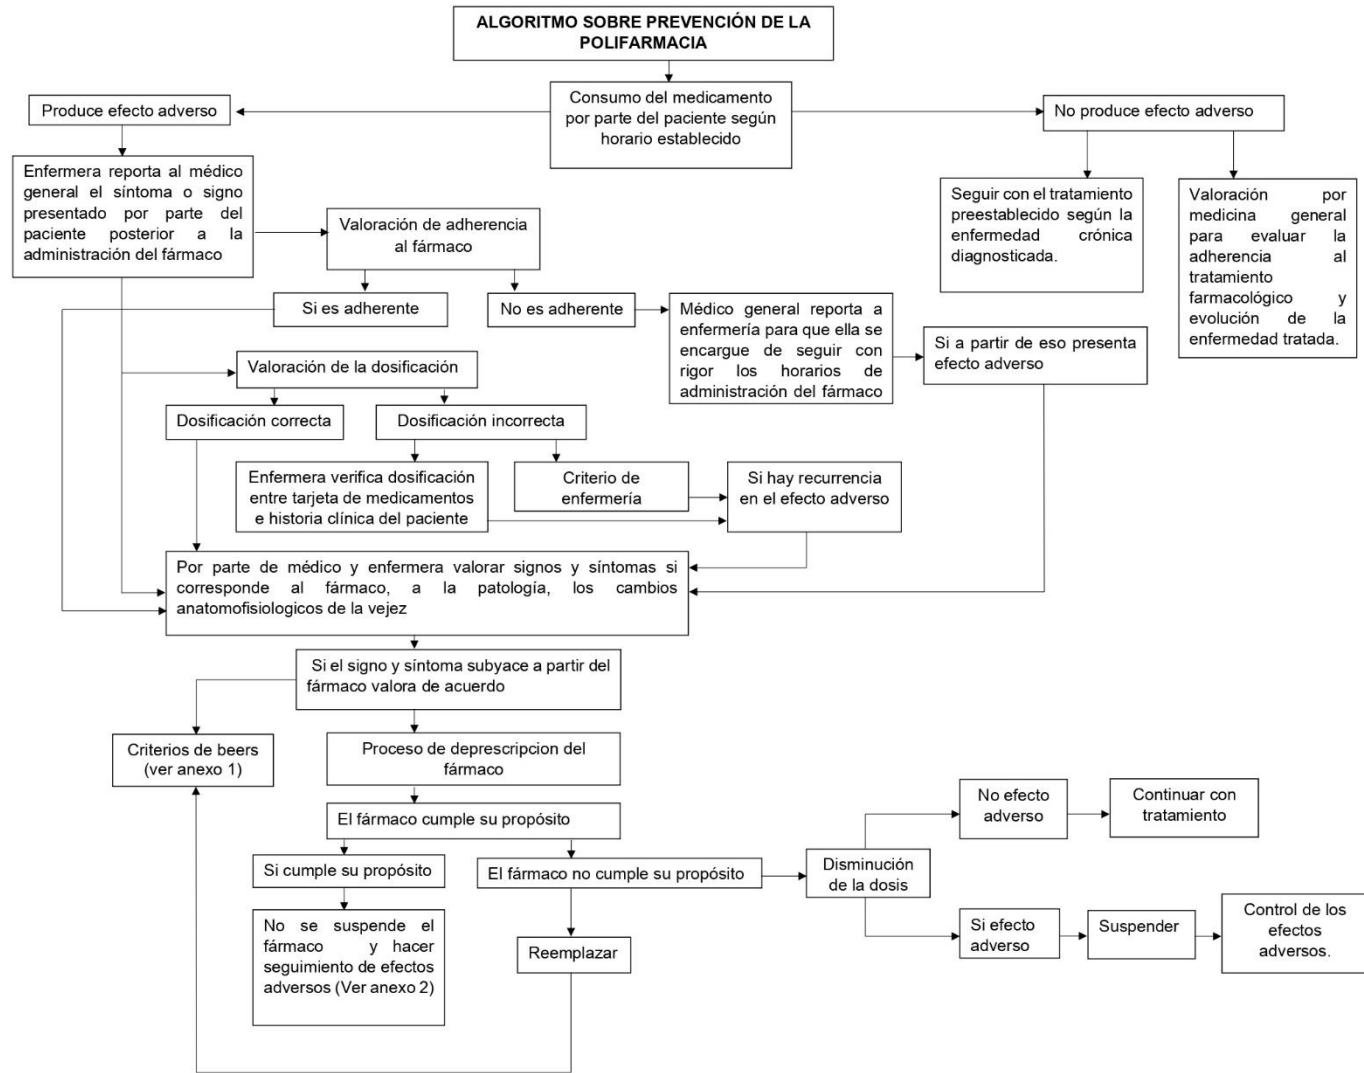 ALGORITMO SOBRE PREVENCIÓN DE LA
POLIFARMACIA
Consumo del medicamento
por parte del paciente según
horario establecido
Produce efecto adverso
No produce efecto adverso
Enfermera reporta al médico
general el síntoma o signo
presentado por parte del
paciente posterior a la
administración del fármaco
Seguir con el tratamiento
preestablecido según la
enfermedad crónica
diagnosticada.
Valoración por
medicina general
para evaluar la
adherencia al
tratamiento
farmacológico y
evolución de la
enfermedad tratada.
Valoración de adherencia
al fármaco
Si es adherente
No es adherente
Médico general reporta a
enfermería para que ella se
encargue de seguir con
rigor los horarios de
administración del fármaco
Si a partir de eso presenta
efecto adverso
Valoración de la dosificación
Dosificación correcta
Dosificación incorrecta
Enfermera verifica dosificación
entre tarjeta de medicamentos
e historia clínica del paciente
Criterio de
enfermería
Si hay recurrencia
en el efecto adverso
Por parte de médico y enfermera valorar signos y síntomas si
corresponde al fármaco, a la patología, los cambios
anatomofisiologicos de la vejez
Si el signo y síntoma subyace a partir del
fármaco valora de acuerdo
Criterios de beers
(ver anexo 1)
Proceso de deprescripcion del
fármaco
El fármaco cumple su propósito
Si cumple su propósito
El fármaco no cumple su propósito
No se suspende el
fármaco y hacer
seguimiento de efectos
adversos (Ver anexo 2)
Reemplazar
Disminución
de la dosis
No efecto
adverso
Continuar con
tratamiento
Si efecto
adverso
Suspender
Control de los
efectos
adversos.